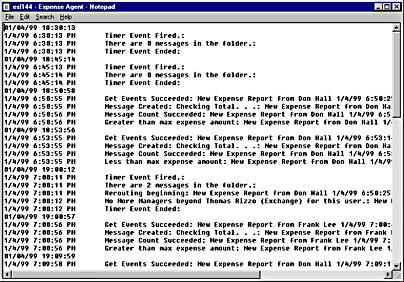 esl144 - Expense Agent - Notepad
File Edit Search Help
01/04/99 18:30:13
1/4/99 6:30:13 PM Timer Event Fired.:
1/4/99 6:30:13 PM There are 0 messages in the folder.:
1/4/99 6:30:13 PM Timer Event Ended:
01/04/99 18:45:14
1/4/99 6:45:14 PM Timer Event Fired.:
1/4/99 6:45:14 PM There are 0 messages in the folder.:
1/4/99 6:45:14 PM Timer Event Ended:
01/04/99 18:50:58
1/4/99 6:50:55 PM Get Events Succeeded: New Expense Report from Don Hall 1/4/99 6:50:2
1/4/99 6:50:55 PM Message Created: Checking Total. . .: New Expense Report from Don Ha
1/4/99 6:50:55 PM Message Count Succeeded: New Expense Report from Don Hall 1/4/99 6:5
1/4/99 6:50:55 PM Greater than max expense amount: New Expense Report from Don Hall 1/
01/04/99 18:53:56
1/4/99 6:53:55 PM Get Events Succeeded: New Expense Report from Don Hall 1/4/99 6:53:
1/4/99 6:53:55 PM Message Created: Checking Total. . .: New Expense Report from Don Ha
1/4/99 6:53:55 PM Message Count Succeeded: New Expense Report from Don Hall 1/4/99 6:5
1/4/99 6:53:55 PM Less than max expense amount: New Expense Report from Don Hall 1/4/9
01/04/99 19:00:12
1/4/99 7:00:11 PM Timer Event Fired.:
1/4/99 7:00:11 PM There are 2 messages in the folder.:
1/4/99 7:00:11 PM Rerouting beginning: New Expense Report from Don Hall 1/4/99 6:50:25
1/4/99 7:00:12 PM No More Managers beyond Thomas Rizzo (Exchange) for this user.: New
1/4/99 7:00:12 PM Timer Event Ended:
01/04/99 19:00:57
1/4/99 7:00:56 PM Get Events Succeeded: New Expense Report from Frank Lee 1/4/99 7:00:
1/4/99 7:00:56 PM Message Created: Checking Total. . .: New Expense Report from Frank
1/4/99 7:00:56 PM Message Count Succeeded: New Expense Report from Frank Lee 1/4/99 7:
1/4/99 7:00:56 PM Greater than max expense amount: New Expense Report from Frank Lee 1
01/04/99 19:09:59
1/4/99 7:09:58 PM Get Events Succeeded: New Expense Report from Don Hall 1/4/99 7:09:1